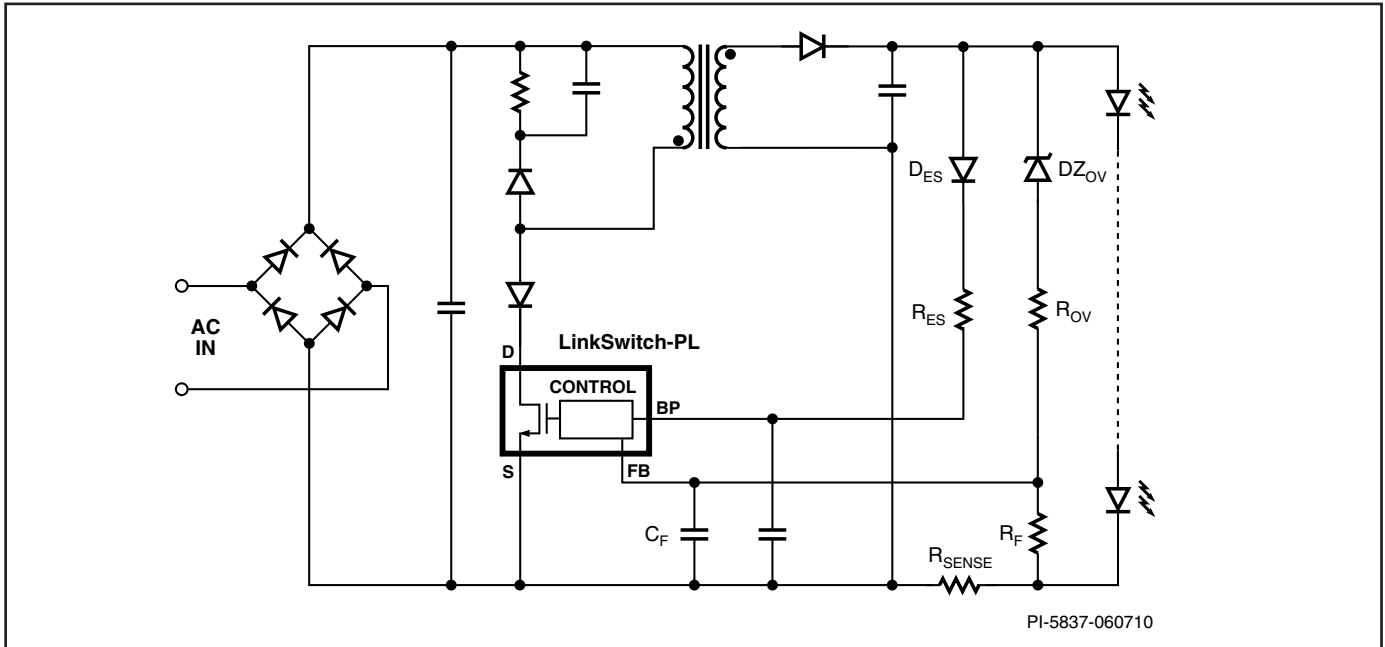 D_ES
DZ_OV
R_ES
R_OV
AC
IN
LinkSwitch-PL
D
CONTROL
BP
S
FB
C_F
R_F
R_SENSE
PI-5837-060710